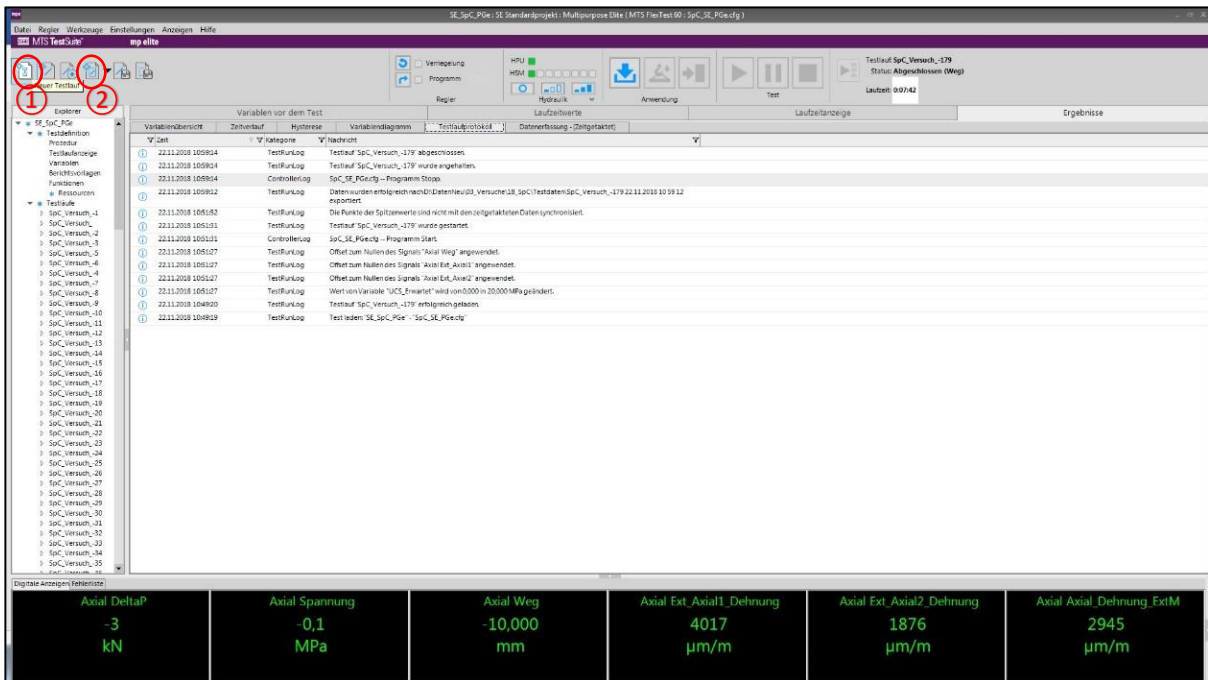 SE_SpC_PGe : SE Standardprojekt : Multipurpose Elite ( MTS FlexTest 60 : SpC_SE_PGe.cfg )
Datei Regler Werkzeuge Einstellungen Anzeigen Hilfe
MTS TestSuite mp elite
Verriegelung
Programm
Regler
HPU
HSM
Hydraulik
Anwendung
Test
Testlauf: SpC_Versuch_-179
Status: Abgeschlossen (Weg)
Laufzeit: 0:07:42
1 2
Neuer Testlauf
Explorer
Variablen vor dem Test Laufzeitwerte Laufzeitanzeige Ergebnisse
Variablenübersicht Zeitverlauf Hysterese Variablendiagramm Testlaufprotokoll Datenerfassung - (Zeitgetaktet)
SE_SpC_PGe
Testdefinition
Prozedur
Testlaufanzeige
Variablen
Berichtsvorlagen
Funktionen
Ressourcen
Testläufe
SpC_Versuch_-1
SpC_Versuch_
SpC_Versuch_-2
SpC_Versuch_-3
SpC_Versuch_-5
SpC_Versuch_-6
SpC_Versuch_-4
SpC_Versuch_-7
SpC_Versuch_-8
SpC_Versuch_-9
SpC_Versuch_-10
SpC_Versuch_-11
SpC_Versuch_-12
SpC_Versuch_-13
SpC_Versuch_-14
SpC_Versuch_-15
SpC_Versuch_-16
SpC_Versuch_-17
SpC_Versuch_-18
SpC_Versuch_-19
SpC_Versuch_-20
SpC_Versuch_-21
SpC_Versuch_-22
SpC_Versuch_-23
SpC_Versuch_-24
SpC_Versuch_-25
SpC_Versuch_-26
SpC_Versuch_-27
SpC_Versuch_-28
SpC_Versuch_-29
SpC_Versuch_-30
SpC_Versuch_-31
SpC_Versuch_-32
SpC_Versuch_-33
SpC_Versuch_-34
SpC_Versuch_-35
Zeit Kategorie Nachricht
22.11.2018 10:59:14 TestRunLog Testlauf "SpC_Versuch_-179" abgeschlossen.
22.11.2018 10:59:14 TestRunLog Testlauf "SpC_Versuch_-179" wurde angehalten.
22.11.2018 10:59:14 ControllerLog SpC_SE_PGe.cfg -- Programm Stopp.
22.11.2018 10:59:12 TestRunLog Daten wurden erfolgreich nach D:\DatenNeu\03_Versuche\18_SpC\Testdaten\SpC_Versuch_-179 22.11.2018 10 59 12
exportiert.
22.11.2018 10:51:52 TestRunLog Die Punkte der Spitzenwerte sind nicht mit den zeitgetakteten Daten synchronisiert.
22.11.2018 10:51:31 TestRunLog Testlauf "SpC_Versuch_-179" wurde gestartet.
22.11.2018 10:51:31 ControllerLog SpC_SE_PGe.cfg -- Programm Start.
22.11.2018 10:51:27 TestRunLog Offset zum Nullen des Signals "Axial Weg" angewendet.
22.11.2018 10:51:27 TestRunLog Offset zum Nullen des Signals "Axial Ext_Axial1" angewendet.
22.11.2018 10:51:27 TestRunLog Offset zum Nullen des Signals "Axial Ext_Axial2" angewendet.
22.11.2018 10:51:27 TestRunLog Wert von Variable "UCS_Erwartet" wird von 0,000 in 20,000 MPa geändert.
22.11.2018 10:49:20 TestRunLog Testlauf "SpC_Versuch_-179" erfolgreich geladen.
22.11.2018 10:49:19 TestRunLog Test laden: "SE_SpC_PGe" - "SpC_SE_PGe.cfg"
Digitale Anzeigen Fehlerliste
Axial DeltaP Axial Spannung Axial Weg Axial Ext_Axial1_Dehnung Axial Ext_Axial2_Dehnung Axial Axial_Dehnung_ExtM
-3 -0,1 -10,000 4017 1876 2945
kN MPa mm µm/m µm/m µm/m